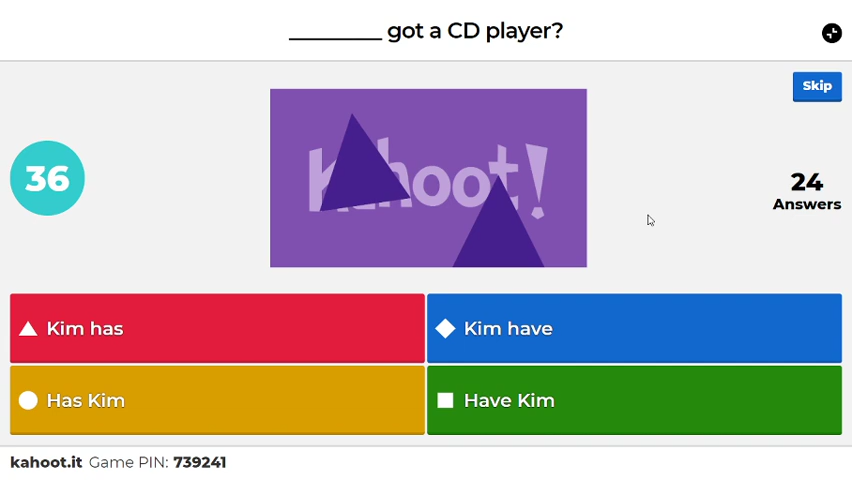 _________ got a CD player?
Skip
36
Kahoot!
24
Answers
Kim has
Kim have
Has Kim
Have Kim
kahoot.it Game PIN: 739241